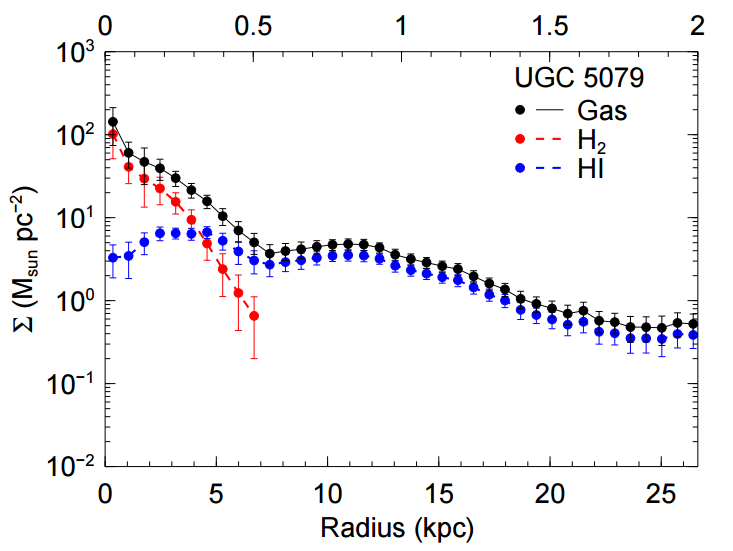 0 0.5 1 1.5 2
10³
10²
10¹
10⁰
10⁻¹
10⁻²
Σ (M_sun pc⁻²)
UGC 5079
Gas
H₂
HI
0 5 10 15 20 25
Radius (kpc)